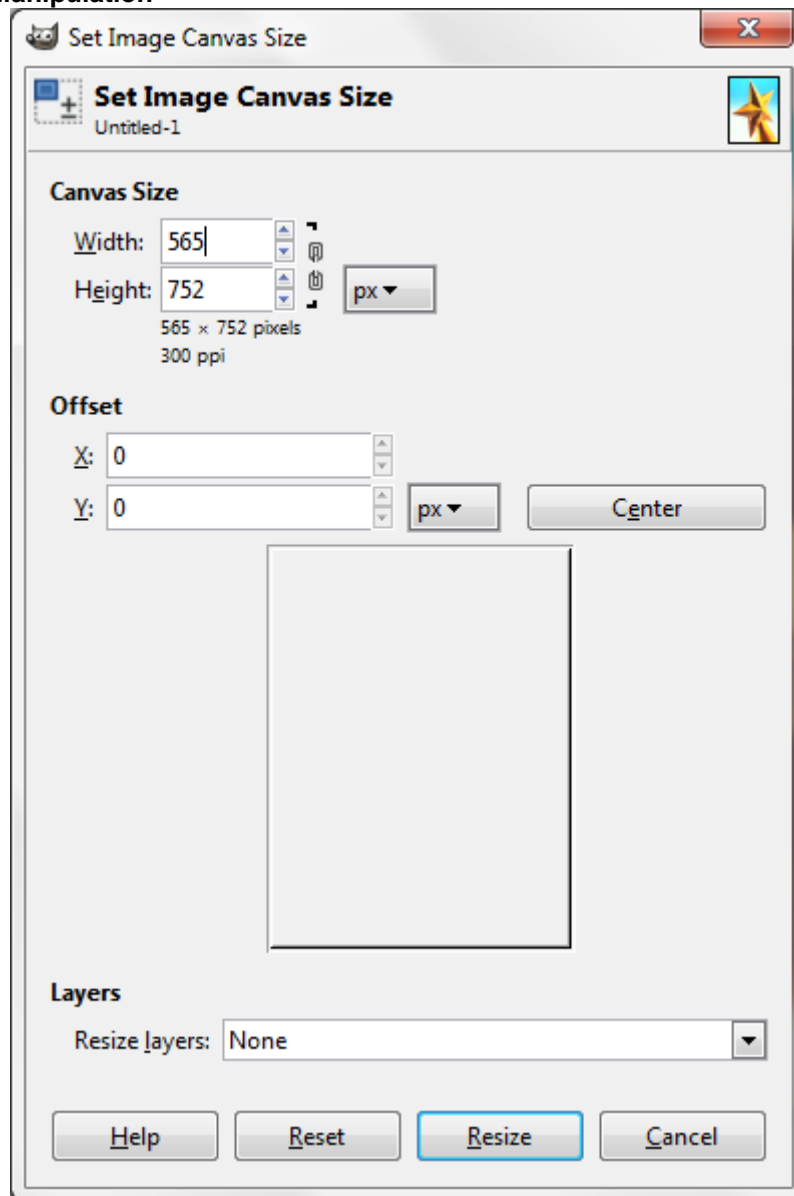 Set Image Canvas Size
Set Image Canvas Size
Untitled-1
Canvas Size
Width: 565
Height: 752 px
565 × 752 pixels
300 ppi
Offset
X: 0
Y: 0 px Center
Layers
Resize layers: None
Help Reset Resize Cancel